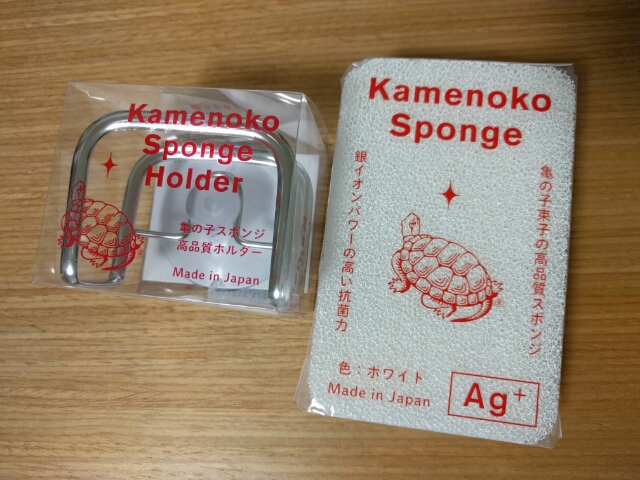 Kamenoko
Sponge
Holder
亀の子スポンジ
高品質ホルダー
Made in Japan
Kamenoko
Sponge
亀の子束子の高品質スポンジ
銀イオンパワーの高い抗菌力
色：ホワイト
Made in Japan
Ag+